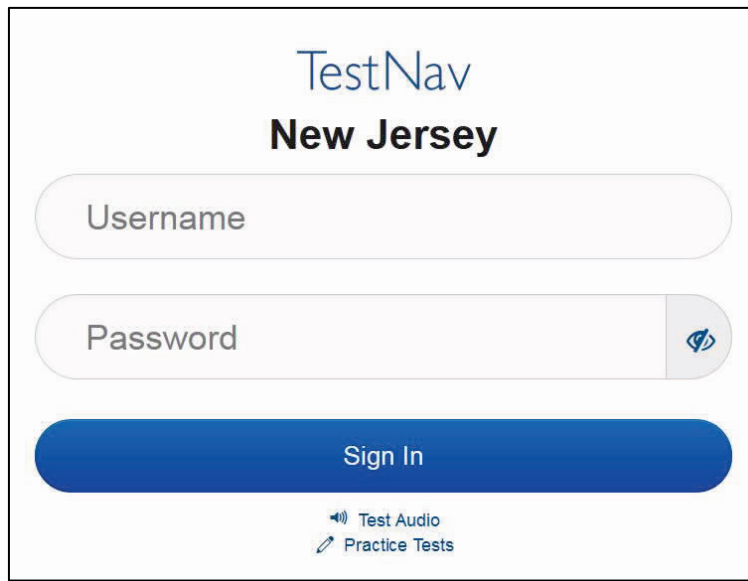 TestNav
New Jersey
Username
Password
Sign In
Test Audio
Practice Tests